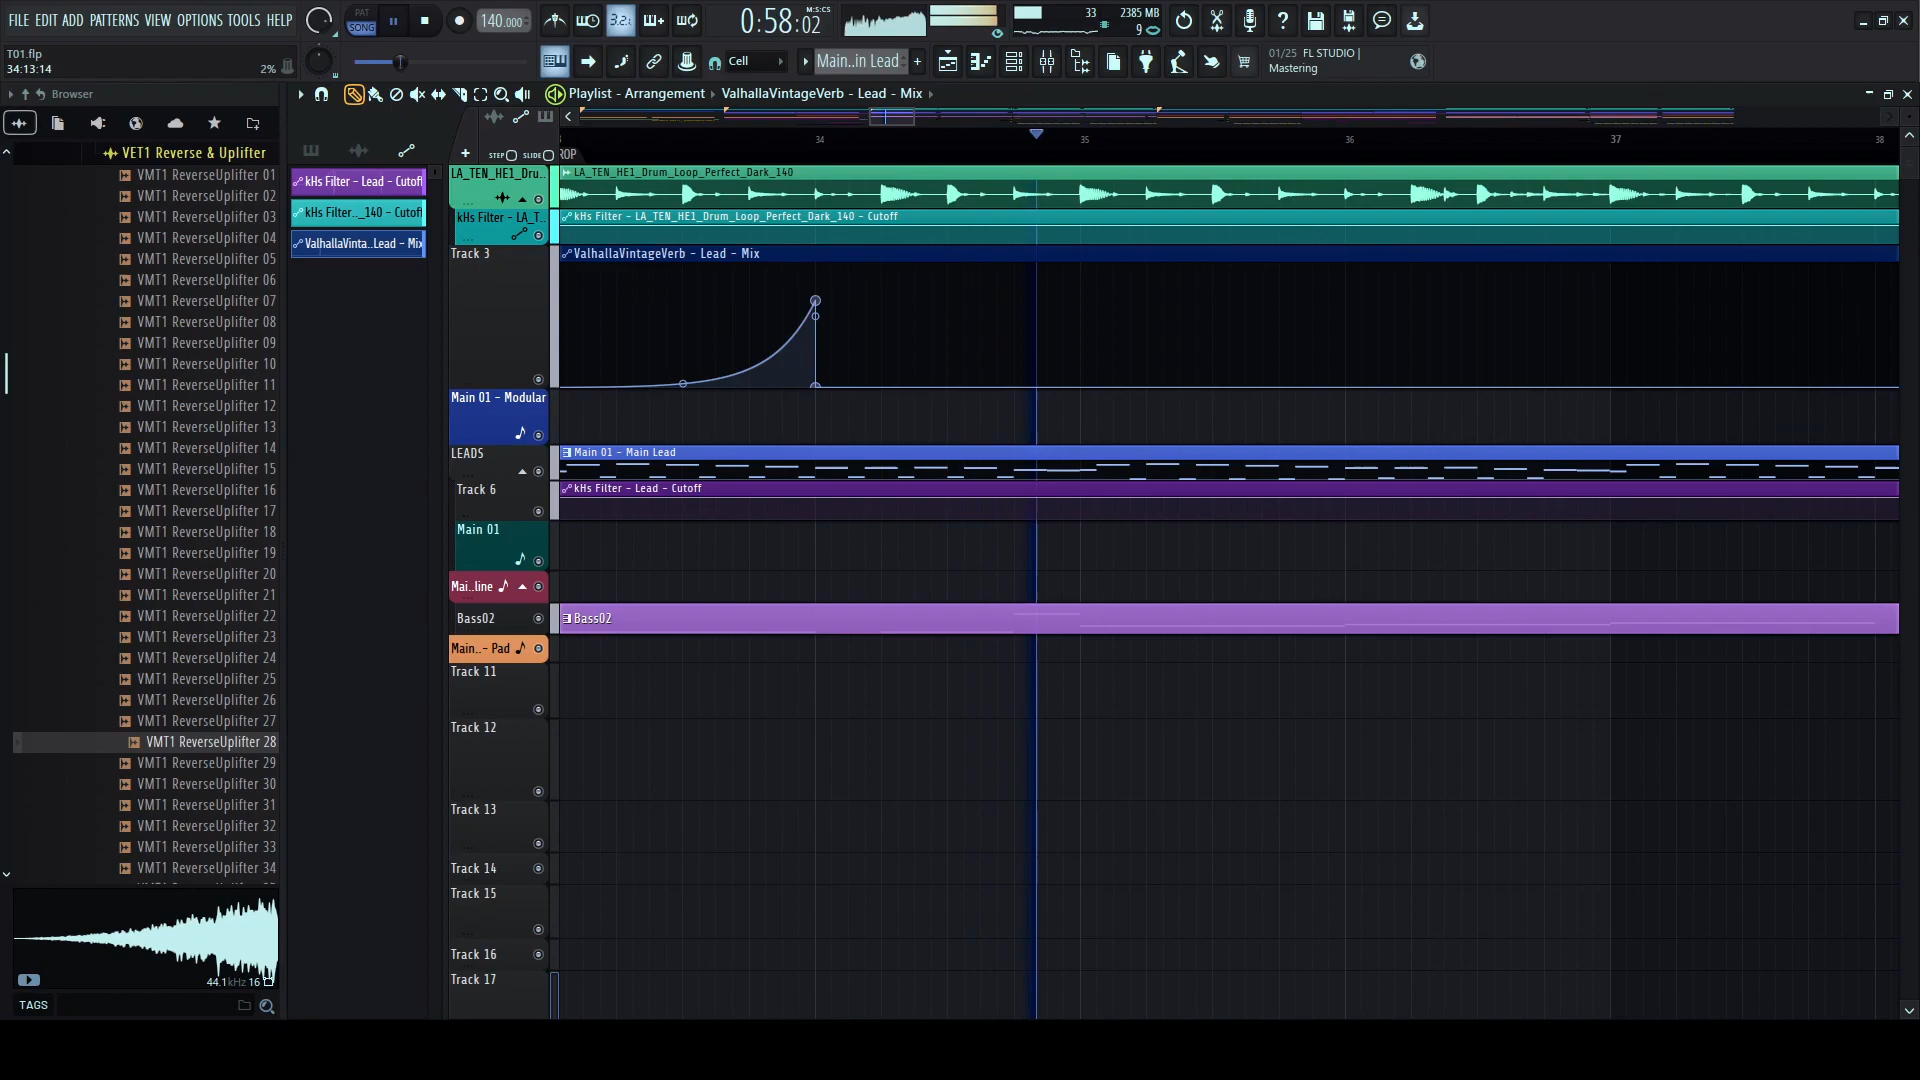 FILE EDIT ADD PATTERNS VIEW OPTIONS TOOLS HELP
PAT
SONG
140.000
3.2.
0:58:02
M:S:CS
33
2385 MB
9
T01.flp
34:13:14
2%
Cell
Main..in Lead
01/25 FL STUDIO |
Mastering
Browser
Playlist - Arrangement
ValhallaVintageVerb - Lead - Mix
VET1 Reverse & Uplifter
VMT1 ReverseUplifter 01
VMT1 ReverseUplifter 02
VMT1 ReverseUplifter 03
VMT1 ReverseUplifter 04
VMT1 ReverseUplifter 05
VMT1 ReverseUplifter 06
VMT1 ReverseUplifter 07
VMT1 ReverseUplifter 08
VMT1 ReverseUplifter 09
VMT1 ReverseUplifter 10
VMT1 ReverseUplifter 11
VMT1 ReverseUplifter 12
VMT1 ReverseUplifter 13
VMT1 ReverseUplifter 14
VMT1 ReverseUplifter 15
VMT1 ReverseUplifter 16
VMT1 ReverseUplifter 17
VMT1 ReverseUplifter 18
VMT1 ReverseUplifter 19
VMT1 ReverseUplifter 20
VMT1 ReverseUplifter 21
VMT1 ReverseUplifter 22
VMT1 ReverseUplifter 23
VMT1 ReverseUplifter 24
VMT1 ReverseUplifter 25
VMT1 ReverseUplifter 26
VMT1 ReverseUplifter 27
VMT1 ReverseUplifter 28
VMT1 ReverseUplifter 29
VMT1 ReverseUplifter 30
VMT1 ReverseUplifter 31
VMT1 ReverseUplifter 32
VMT1 ReverseUplifter 33
VMT1 ReverseUplifter 34
44.1kHz 16
TAGS
kHs Filter - Lead - Cutoff
kHs Filter.._140 - Cutoff
ValhallaVinta..Lead - Mix
STEP
SLIDE
34
35
36
37
38
ROP
LA_TEN_HE1_Dru..
LA_TEN_HE1_Drum_Loop_Perfect_Dark_140
kHs Filter - LA_T..
kHs Filter - LA_TEN_HE1_Drum_Loop_Perfect_Dark_140 - Cutoff
Track 3
ValhallaVintageVerb - Lead - Mix
Main 01 - Modular
LEADS
Main 01 - Main Lead
Track 6
kHs Filter - Lead - Cutoff
Main 01
Mai..line
Bass02
Bass02
Main..- Pad
Track 11
Track 12
Track 13
Track 14
Track 15
Track 16
Track 17